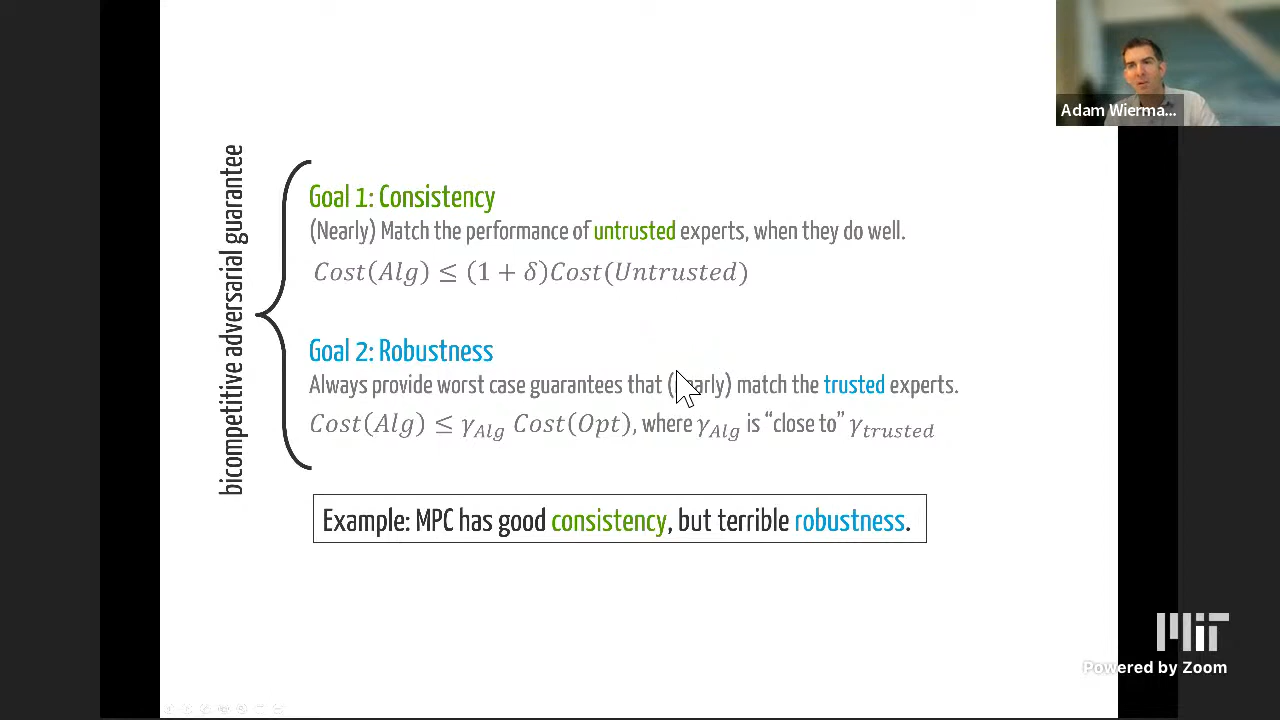 Adam Wierma...
bicompetitive adversarial guarantee
Goal 1: Consistency
(Nearly) Match the performance of untrusted experts, when they do well.
Cost(Alg) ≤ (1 + δ)Cost(Untrusted)
Goal 2: Robustness
Always provide worst case guarantees that (Nearly) match the trusted experts.
Cost(Alg) ≤ γ_Alg Cost(Opt), where γ_Alg is “close to” γ_trusted
Example: MPC has good consistency, but terrible robustness.
MIT
Powered by Zoom